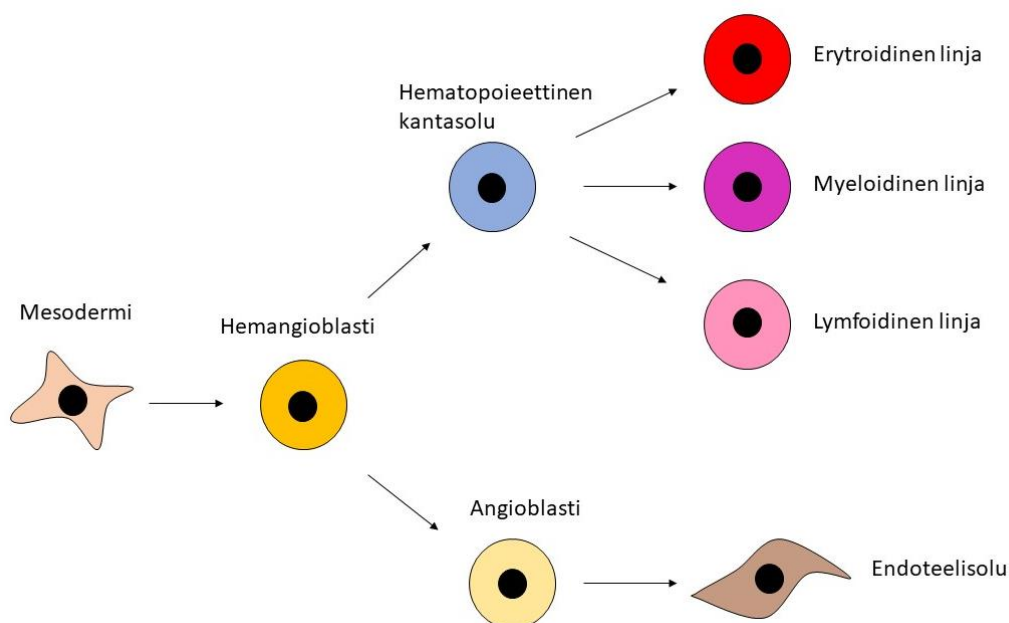 Erytroidinen linja
Hematopoieettinen
kantasolu
Myeloidinen linja
Mesodermi
Hemangioblasti
Lymfoidinen linja
Angioblasti
Endoteelisolu